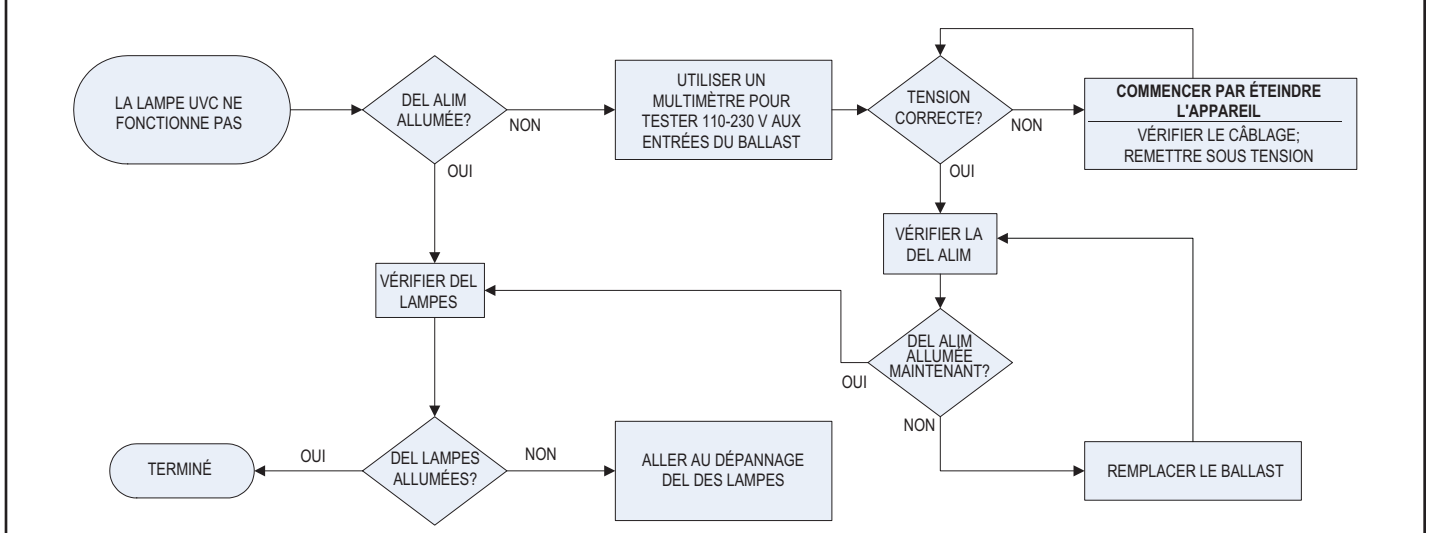 LA LAMPE UVC NE
FONCTIONNE PAS
DEL ALIM
ALLUMÉE?
NON
OUI
UTILISER UN
MULTIMÈTRE POUR
TESTER 110-230 V AUX
ENTRÉES DU BALLAST
TENSION
CORRECTE?
NON
OUI
COMMENCER PAR ÉTEINDRE
L'APPAREIL
VÉRIFIER LE CÂBLAGE;
REMETTRE SOUS TENSION
VÉRIFIER LA
DEL ALIM
VÉRIFIER DEL
LAMPES
DEL ALIM
ALLUMÉE
MAINTENANT?
OUI
NON
TERMINÉ
OUI
DEL LAMPES
ALLUMÉES?
NON
ALLER AU DÉPANNAGE
DEL DES LAMPES
REMPLACER LE BALLAST